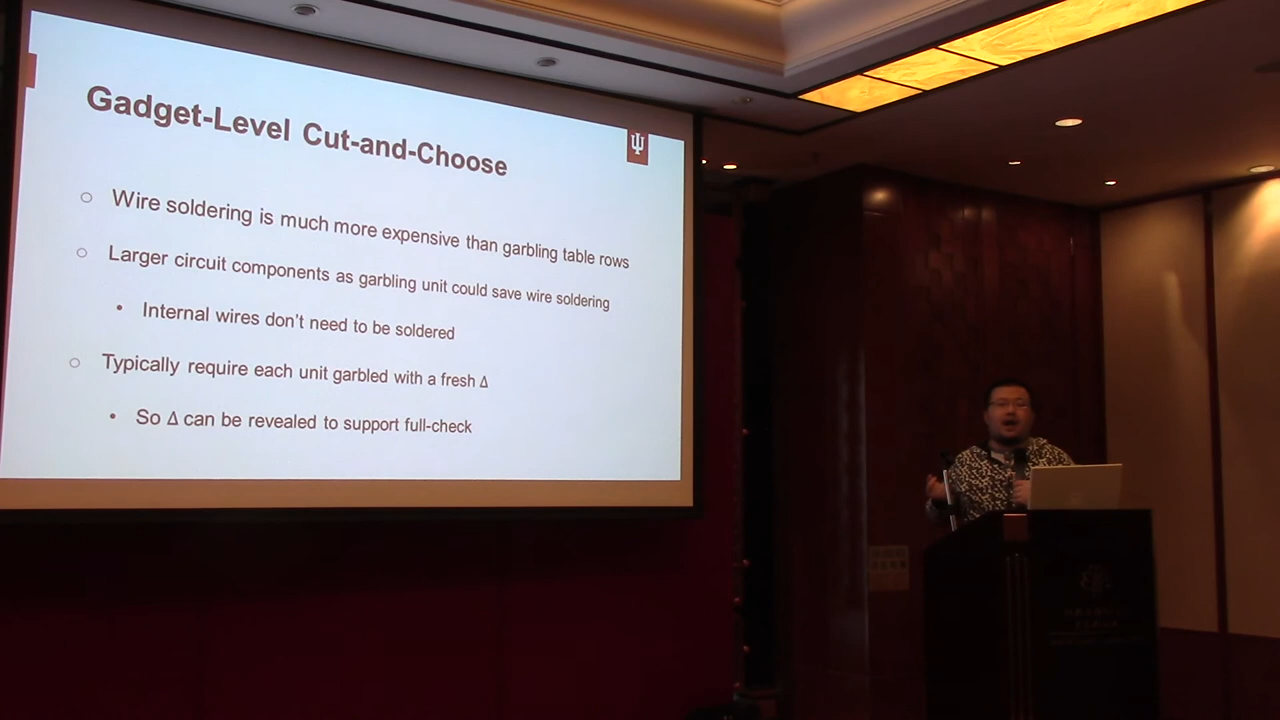 Gadget-Level Cut-and-Choose
○ Wire soldering is much more expensive than garbling table rows
○ Larger circuit components as garbling unit could save wire soldering
• Internal wires don't need to be soldered
○ Typically require each unit garbled with a fresh Δ
• So Δ can be revealed to support full-check